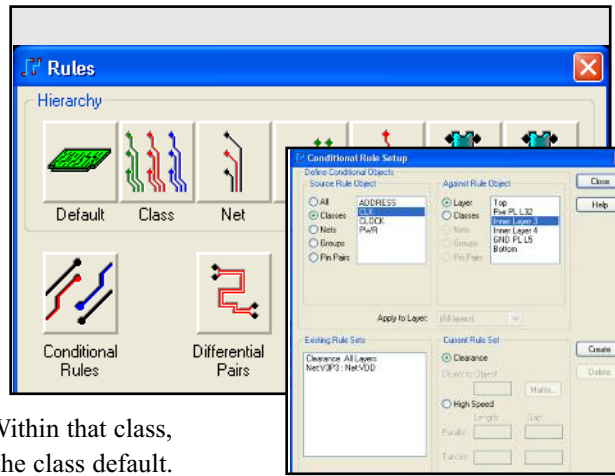 Rules
Hierarchy
Default
Class
Net
Conditional
Rules
Differential
Pairs
Conditional Rule Setup
Define Conditional Objects
Source Rule Object
All
Classes
Nets
Groups
Pin Pairs
ADDRESS
CLK
CLOCK
PWR
Against Rule Object
Layer
Classes
Nets
Groups
Pin Pairs
Top
Pwr PL L32
Inner Layer 3
Inner Layer 4
GND PL L5
Bottom
Close
Help
Apply to Layer:
(All layers)
Existing Rule Sets
Clearance All Layers
Net:V3P3 : Net:VDD
Current Rule Set
Clearance
Object to Object:
Matrix...
High Speed
Length
Gap
Parallel
Tandem
Create
Delete
Within that class,
the class default.